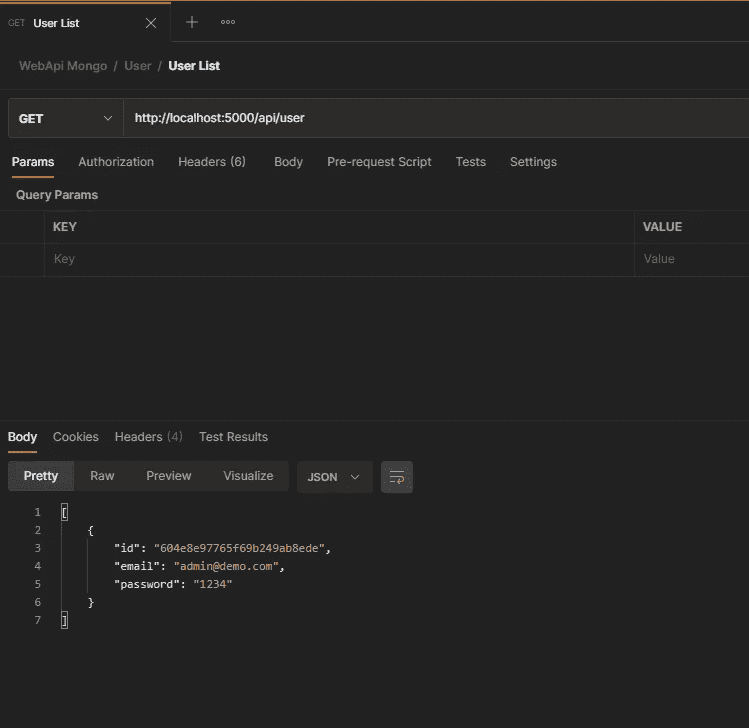 GET User List
WebApi Mongo / User / User List
GET http://localhost:5000/api/user
Params Authorization Headers (6) Body Pre-request Script Tests Settings
Query Params
KEY VALUE
Key Value
Body Cookies Headers (4) Test Results
Pretty Raw Preview Visualize JSON
1 [
2 {
3 "id": "604e8e97765f69b249ab8ede",
4 "email": "admin@demo.com",
5 "password": "1234"
6 }
7 ]